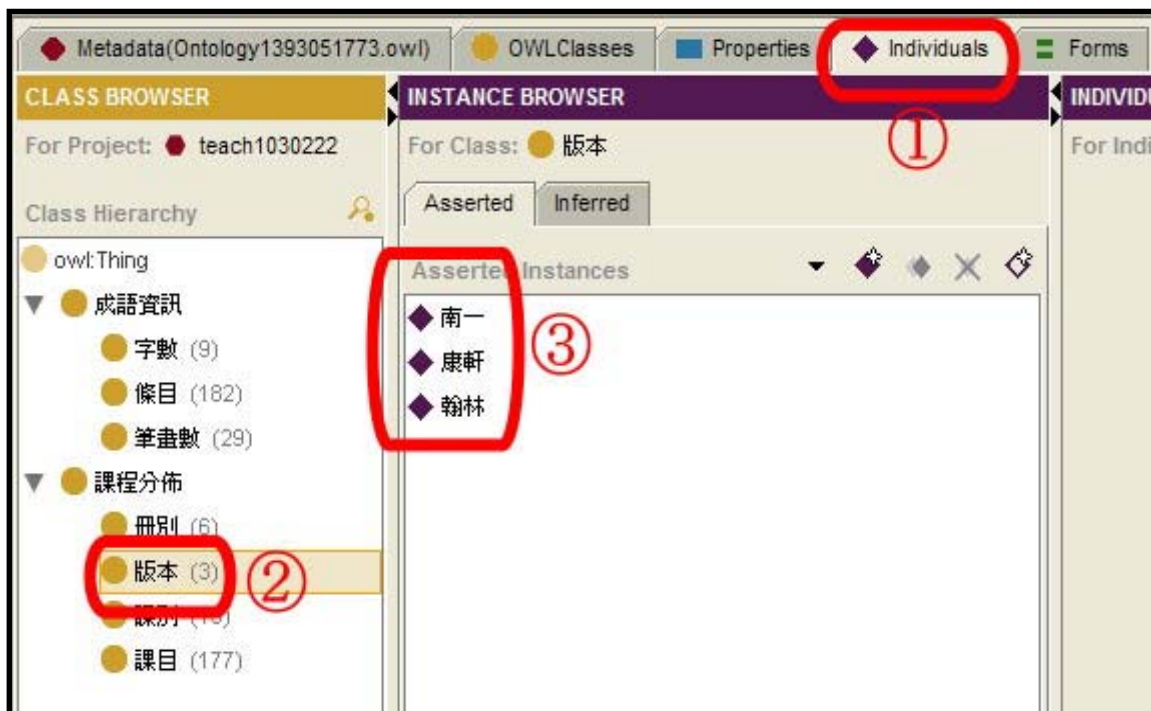 Metadata(Ontology1393051773.owl) OWLClasses Properties Individuals Forms
CLASS BROWSER
For Project: teach1030222
Class Hierarchy
owl:Thing
成語資訊
字數 (9)
條目 (182)
筆畫數 (29)
課程分佈
冊別 (6)
版本 (3)
②
課別
課目 (177)
INSTANCE BROWSER
①
For Class: 版本
Asserted Inferred
Asserted Instances
南一
康軒
翰林
③
For Indi